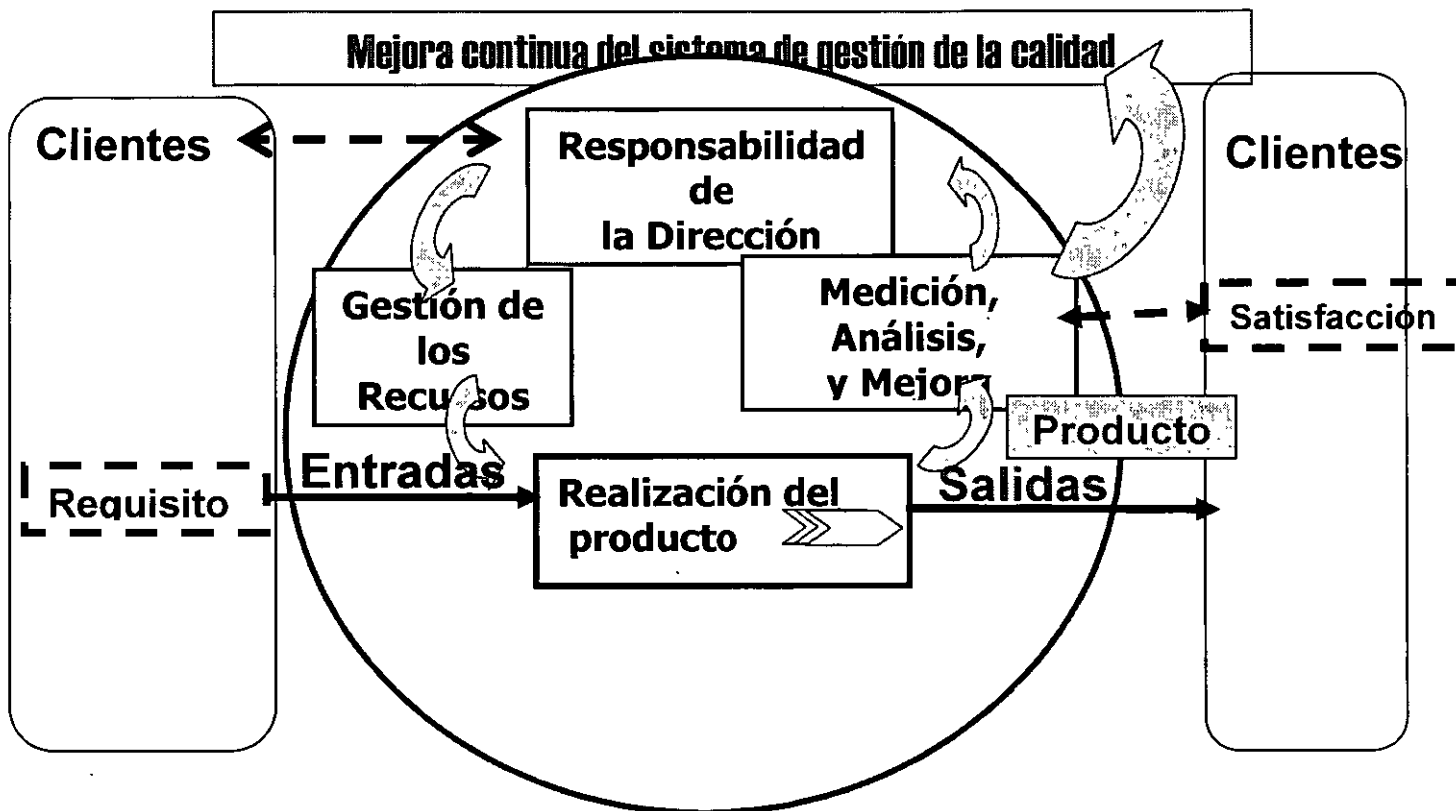 Mejora continua del sistema de gestión de la calidad
Clientes
Responsabilidad
de
la Dirección
Clientes
Gestión de
los
Recursos
Medición,
Análisis,
y Mejora
Satisfacción
Producto
Requisito
Entradas
Realización del
producto
Salidas